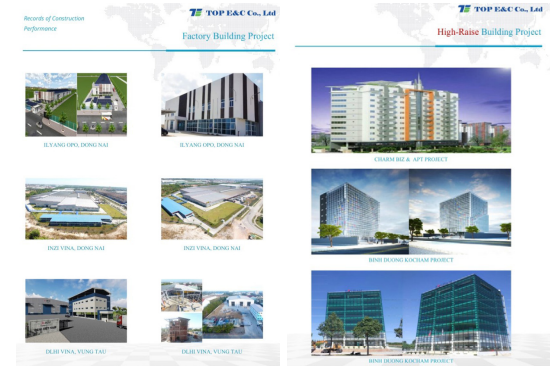 Records of Construction
Performance
TOP E&C Co., Ltd
Factory Building Project
ILYANG OPO, DONG NAI
ILYANG OPO, DONG NAI
INZI VINA, DONG NAI
INZI VINA, DONG NAI
DLHI VINA, VUNG TAU
DLHI VINA, VUNG TAU
TOP E&C Co., Ltd
High-Raise Building Project
CHARM BIZ & APT PROJECT
BINH DUONG KOCHAM PROJECT
BINH DUONG KOCHAM PROJECT